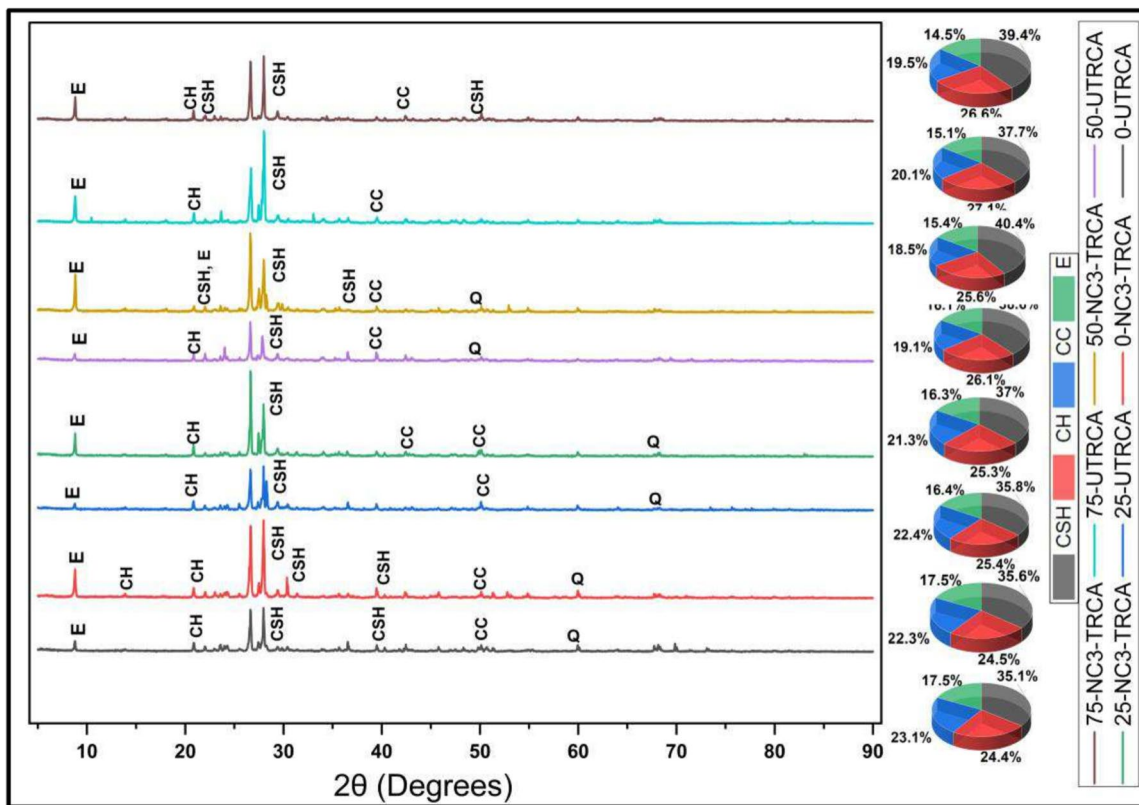 E CH CSH CSH CC CSH
E CH CSH CC
E CSH, E CSH CSH CC Q
E CH CSH CC Q
E CH CSH CC CC Q
E CH CSH CC Q
E CH CH CSH CSH CSH CC Q
E CH CSH CSH CC Q
10 20 30 40 50 60 70 80 90
2θ (Degrees)
14.5% 39.4%
19.5%
26.6%
15.1% 37.7%
20.1%
27.1%
15.4% 40.4%
18.5%
25.6%
16.1%
19.1%
26.1%
16.3% 37%
21.3%
25.3%
16.4% 35.8%
22.4%
25.4%
17.5% 35.6%
22.3%
24.5%
17.5% 35.1%
23.1%
24.4%
CSH CH CC E
75-NC3-TRCA 75-UTRCA 50-NC3-TRCA 50-UTRCA
25-NC3-TRCA 25-UTRCA 0-NC3-TRCA 0-UTRCA